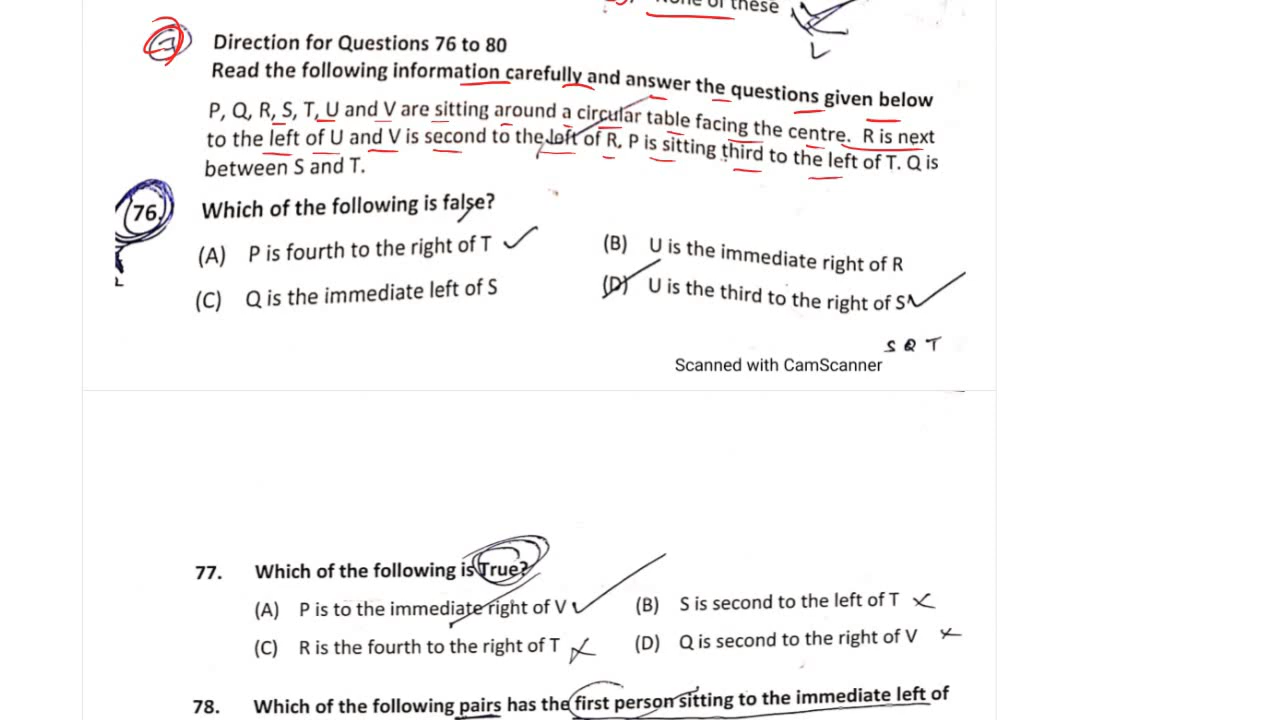 None of these
L
Direction for Questions 76 to 80
Read the following information carefully and answer the questions given below
P, Q, R, S, T, U and V are sitting around a circular table facing the centre. R is next
to the left of U and V is second to the left of R, P is sitting third to the left of T. Q is
between S and T.
76. Which of the following is false?
(A) P is fourth to the right of T (B) U is the immediate right of R
(C) Q is the immediate left of S (D) U is the third to the right of S
S Q T
Scanned with CamScanner
77. Which of the following is True?
(A) P is to the immediate right of V (B) S is second to the left of T
(C) R is the fourth to the right of T (D) Q is second to the right of V
78. Which of the following pairs has the first person sitting to the immediate left of